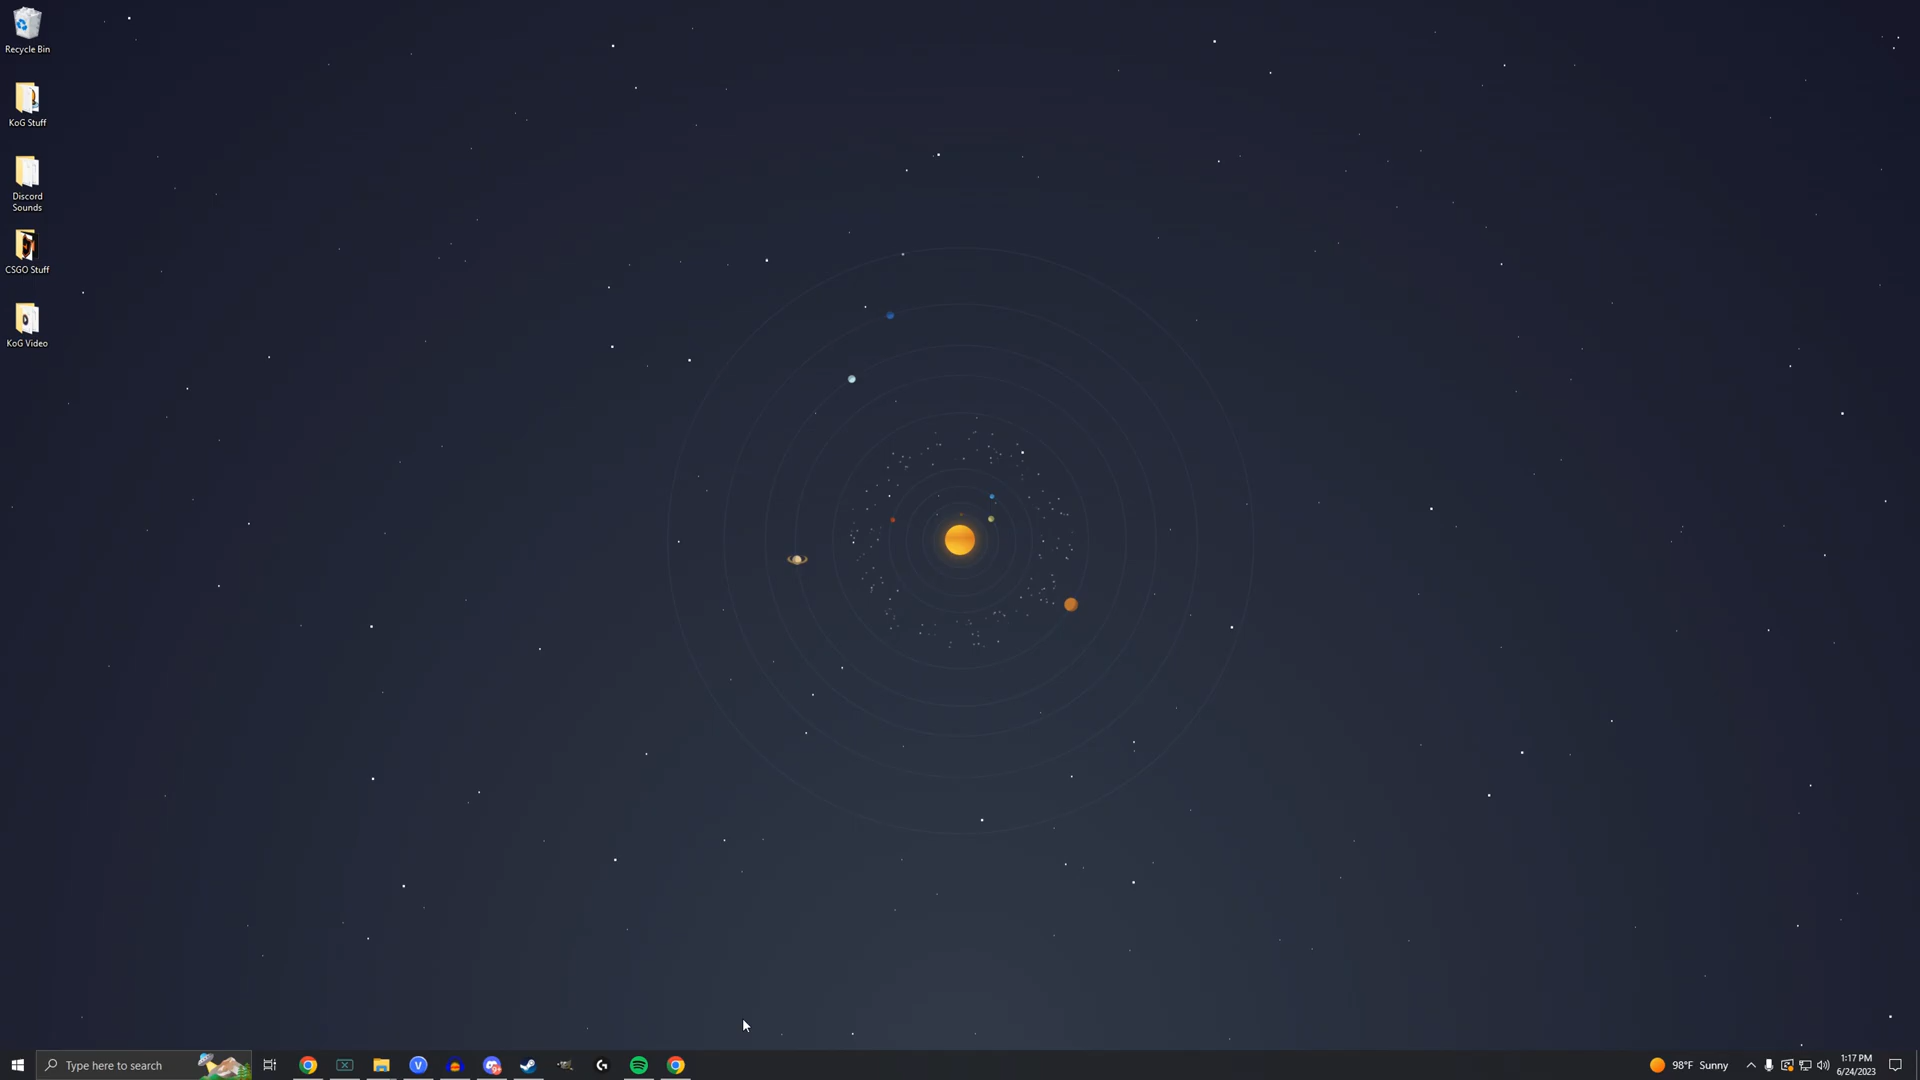 Recycle Bin
KoG Stuff
Discord
Sounds
CSGO Stuff
KoG Video
Type here to search
98°F Sunny
1:17 PM
6/24/2023